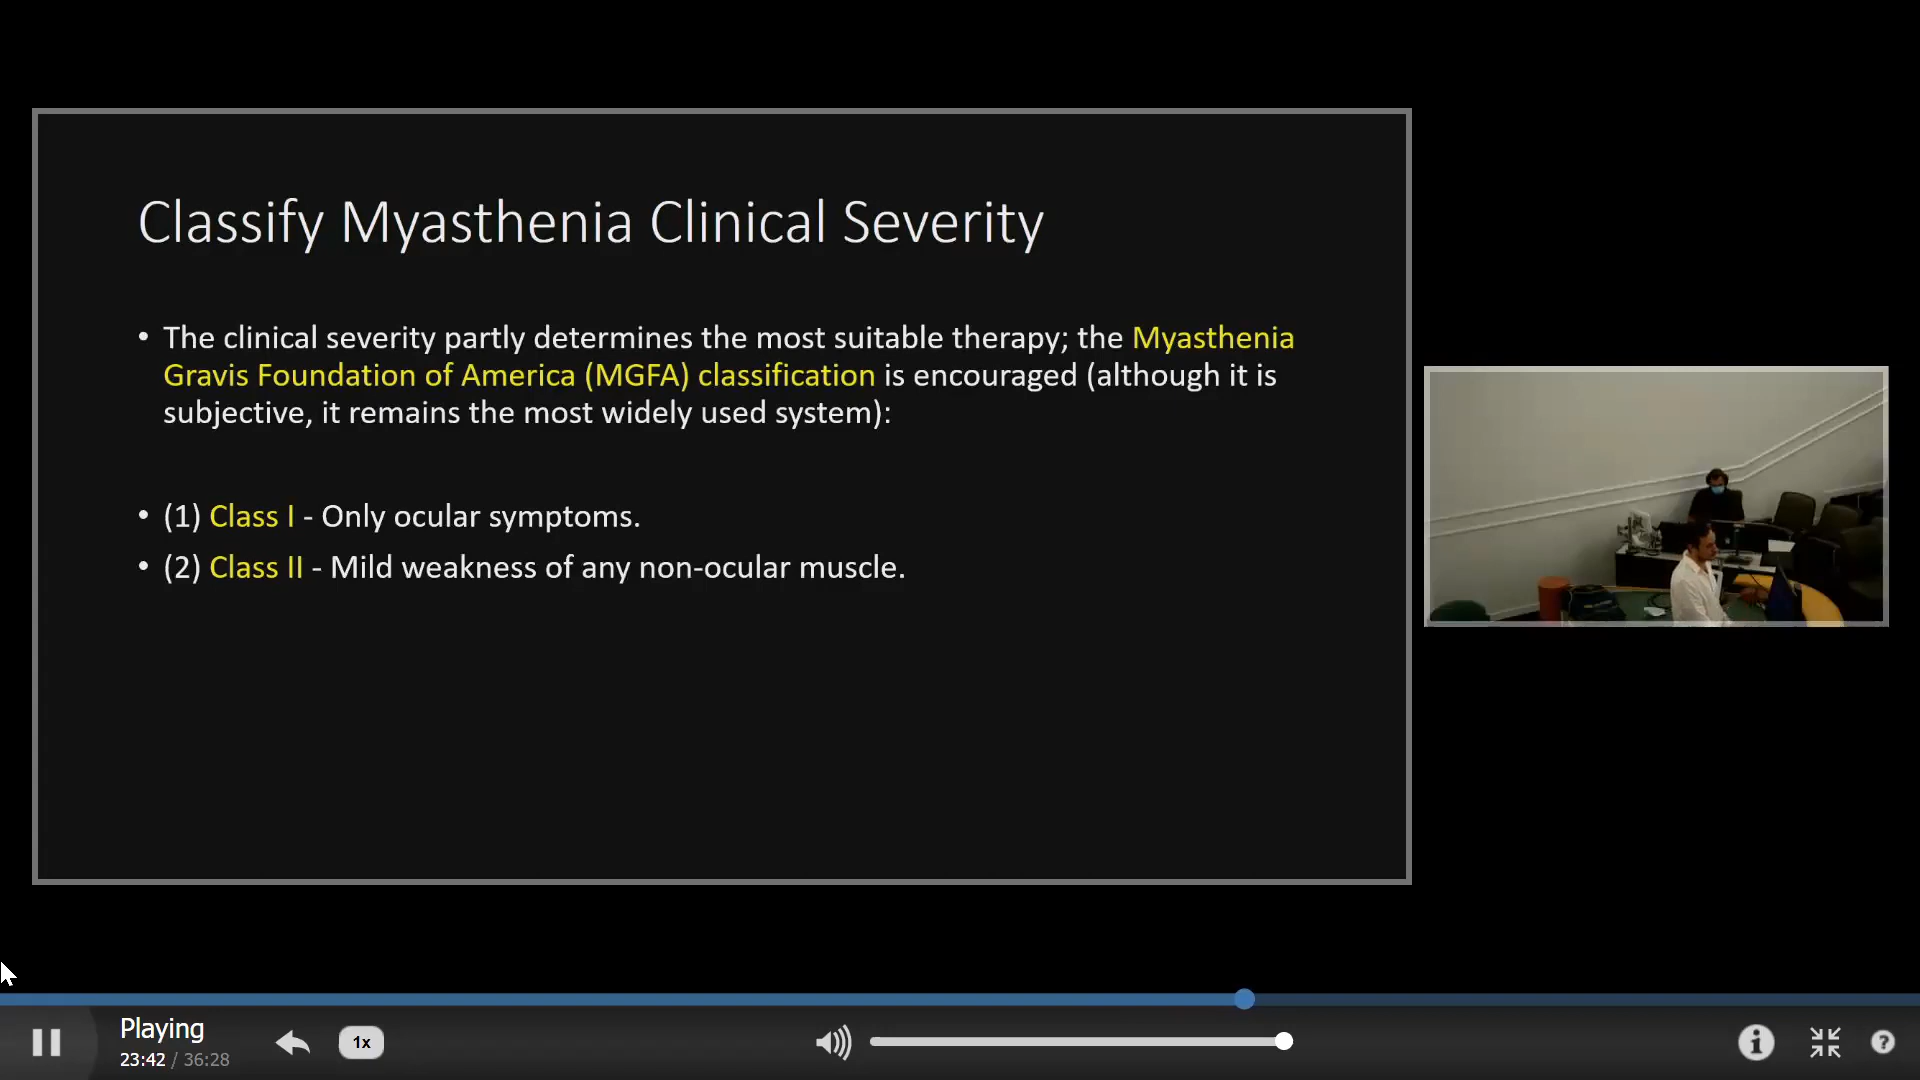 Classify Myasthenia Clinical Severity
• The clinical severity partly determines the most suitable therapy; the Myasthenia
Gravis Foundation of America (MGFA) classification is encouraged (although it is
subjective, it remains the most widely used system):
• (1) Class I - Only ocular symptoms.
• (2) Class II - Mild weakness of any non-ocular muscle.
Playing
23:42 / 36:28
1x